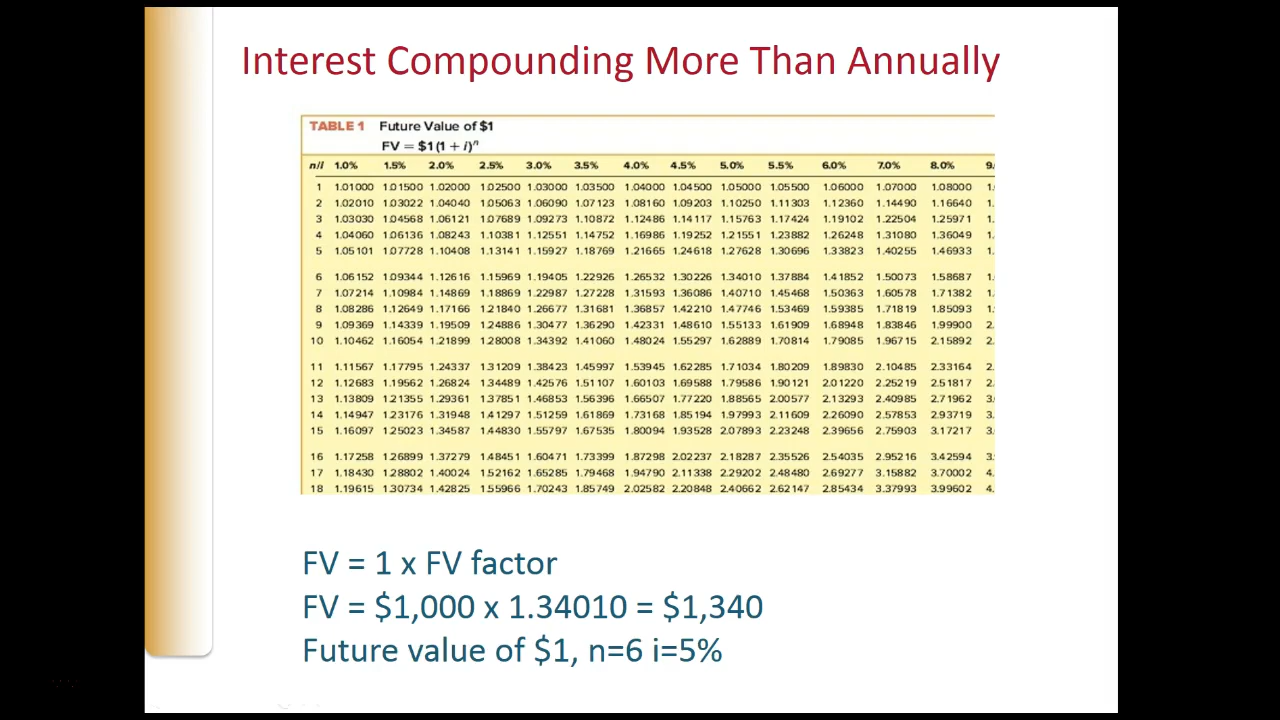 Interest Compounding More Than Annually
TABLE 1 Future Value of $1
FV = $1(1 + i)ⁿ
n/i 1.0% 1.5% 2.0% 2.5% 3.0% 3.5% 4.0% 4.5% 5.0% 5.5% 6.0% 7.0% 8.0% 9.
1 1.01000 1.01500 1.02000 1.02500 1.03000 1.03500 1.04000 1.04500 1.05000 1.05500 1.06000 1.07000 1.08000 1.
2 1.02010 1.03022 1.04040 1.05063 1.06090 1.07123 1.08160 1.09203 1.10250 1.11303 1.12360 1.14490 1.16640 1.
3 1.03030 1.04568 1.06121 1.07689 1.09273 1.10872 1.12486 1.14117 1.15763 1.17424 1.19102 1.22504 1.25971 1.
4 1.04060 1.06136 1.08243 1.10381 1.12551 1.14752 1.16986 1.19252 1.21551 1.23882 1.26248 1.31080 1.36049 1.
5 1.05101 1.07728 1.10408 1.13141 1.15927 1.18769 1.21665 1.24618 1.27628 1.30696 1.33823 1.40255 1.46933 1.
6 1.06152 1.09344 1.12616 1.15969 1.19405 1.22926 1.26532 1.30226 1.34010 1.37884 1.41852 1.50073 1.58687 1.
7 1.07214 1.10984 1.14869 1.18869 1.22987 1.27228 1.31593 1.36086 1.40710 1.45468 1.50363 1.60578 1.71382 1.
8 1.08286 1.12649 1.17166 1.21840 1.26677 1.31681 1.36857 1.42210 1.47746 1.53469 1.59385 1.71819 1.85093 1.
9 1.09369 1.14339 1.19509 1.24886 1.30477 1.36290 1.42331 1.48610 1.55133 1.61909 1.68948 1.83846 1.99900 2.
10 1.10462 1.16054 1.21899 1.28008 1.34392 1.41060 1.48024 1.55297 1.62889 1.70814 1.79085 1.96715 2.15892 2.
11 1.11567 1.17795 1.24337 1.31209 1.38423 1.45997 1.53945 1.62285 1.71034 1.80209 1.89830 2.10485 2.33164 2.
12 1.12683 1.19562 1.26824 1.34489 1.42576 1.51107 1.60103 1.69588 1.79586 1.90121 2.01220 2.25219 2.51817 2.
13 1.13809 1.21355 1.29361 1.37851 1.46853 1.56396 1.66507 1.77220 1.88565 2.00577 2.13293 2.40985 2.71962 3.
14 1.14947 1.23176 1.31948 1.41297 1.51259 1.61869 1.73168 1.85194 1.97993 2.11609 2.26090 2.57853 2.93719 3.
15 1.16097 1.25023 1.34587 1.44830 1.55797 1.67535 1.80094 1.93528 2.07893 2.23248 2.39656 2.75903 3.17217 3.
16 1.17258 1.26899 1.37279 1.48451 1.60471 1.73399 1.87298 2.02237 2.18287 2.35526 2.54035 2.95216 3.42594 3.
17 1.18430 1.28802 1.40024 1.52162 1.65285 1.79468 1.94790 2.11338 2.29202 2.48480 2.69277 3.15882 3.70002 4.
18 1.19615 1.30734 1.42825 1.55966 1.70243 1.85749 2.02582 2.20848 2.40662 2.62147 2.85434 3.37993 3.99602 4.
FV = 1 x FV factor
FV = $1,000 x 1.34010 = $1,340
Future value of $1, n=6 i=5%